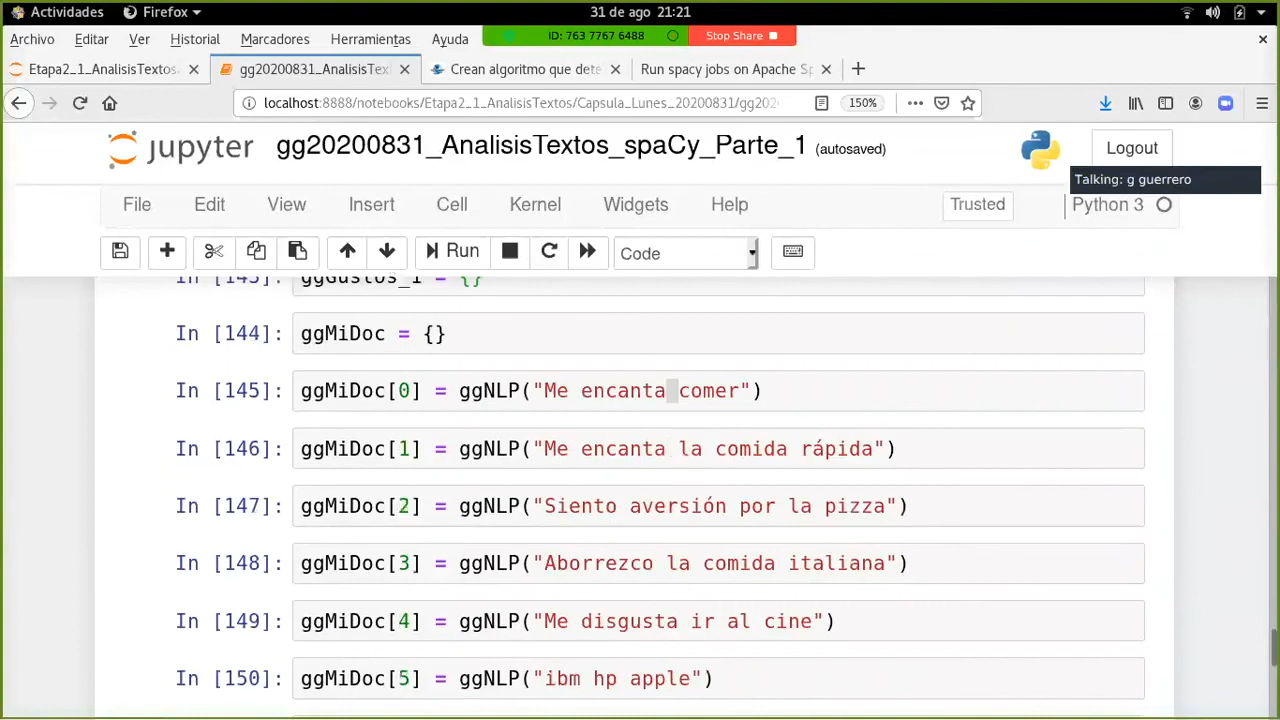 Actividades Firefox 31 de ago 21:21
Archivo Editar Ver Historial Marcadores Herramientas Ayuda ID: 763 7767 6488 Stop Share
Etapa2_1_AnalisisTextos gg20200831_AnalisisTex Crean algoritmo que dete Run spacy jobs on Apache Sp
localhost:8888/notebooks/Etapa2_1_AnalisTextos/Capsula_Lunes_20200831/gg202 150%
jupyter gg20200831_AnalisisTextos_spaCy_Parte_1 (autosaved) Logout
Talking: g guerrero
File Edit View Insert Cell Kernel Widgets Help Trusted Python 3
Run Code
In [143]: ggGustos_1 = {}
In [144]: ggMiDoc = {}
In [145]: ggMiDoc[0] = ggNLP("Me encanta comer")
In [146]: ggMiDoc[1] = ggNLP("Me encanta la comida rápida")
In [147]: ggMiDoc[2] = ggNLP("Siento aversión por la pizza")
In [148]: ggMiDoc[3] = ggNLP("Aborrezco la comida italiana")
In [149]: ggMiDoc[4] = ggNLP("Me disgusta ir al cine")
In [150]: ggMiDoc[5] = ggNLP("ibm hp apple")